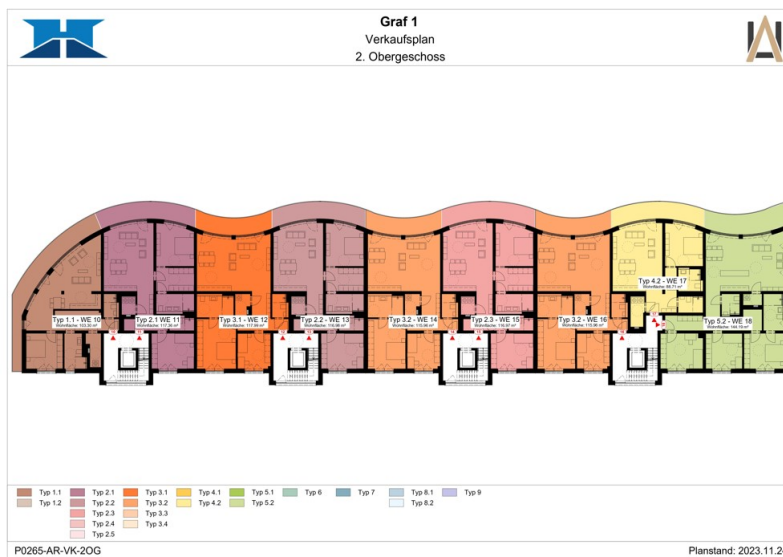 Graf 1
Verkaufsplan
2. Obergeschoss
Typ 4.2 - WE 17
Typ 1.1 - WE 10
Typ 2.1 WE 11
Typ 3.1 - WE 12
Typ 2.2 - WE 13
Typ 3.2 - WE 14
Typ 2.3 - WE 15
Typ 3.2 - WE 16
Typ 5.2 - WE 18
Typ 1.1
Typ 2.1
Typ 3.1
Typ 4.1
Typ 5.1
Typ 6
Typ 7
Typ 8.1
Typ 9
Typ 1.2
Typ 2.2
Typ 3.2
Typ 4.2
Typ 5.2
Typ 8.2
Typ 2.3
Typ 3.3
Typ 2.4
Typ 3.4
Typ 2.5
P0265-AR-VK-2OG
Planstand: 2023.11.2